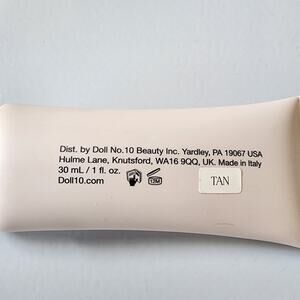 Dist. by Doll No.10 Beauty Inc. Yardley, PA 19067 USA
Hulme Lane, Knutsford, WA16 9QQ, UK. Made in Italy
30 mL / 1 fl. oz.
Doll10.com
TAN